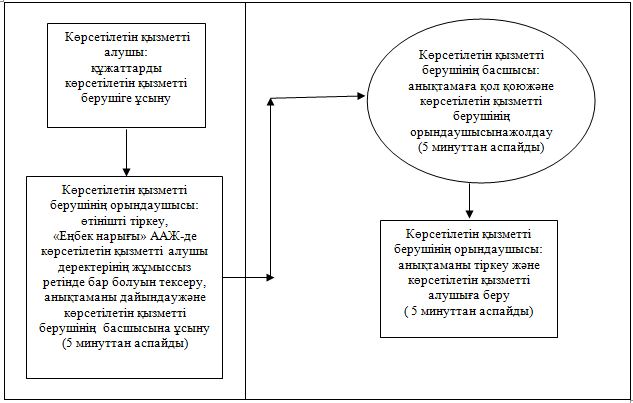 Көрсетілетін қызметті
алушы:
құжаттарды
көрсетілетін қызметті
берушіге ұсыну
Көрсетілетін қызметті
берушінің орындаушысы:
өтінішті тіркеу,
«Еңбек нарығы» ААЖ-де
көрсетілетін қызметті алушы
деректерінің жұмыссыз
ретінде бар болуын тексеру,
анықтаманы дайындаужәне
көрсетілетін қызметті
берушінің басшысына ұсыну
(5 минуттан аспайды)
Көрсетілетін қызметті
берушінің басшысы:
анықтамаға қол қоюжәне
көрсетілетін қызметті
берушінің
орындаушысынажолдау
(5 минуттан аспайды)
Көрсетілетін қызметті
берушінің орындаушысы:
анықтаманы тіркеу және
көрсетілетін қызметті
алушыға беру
( 5 минуттан аспайды)